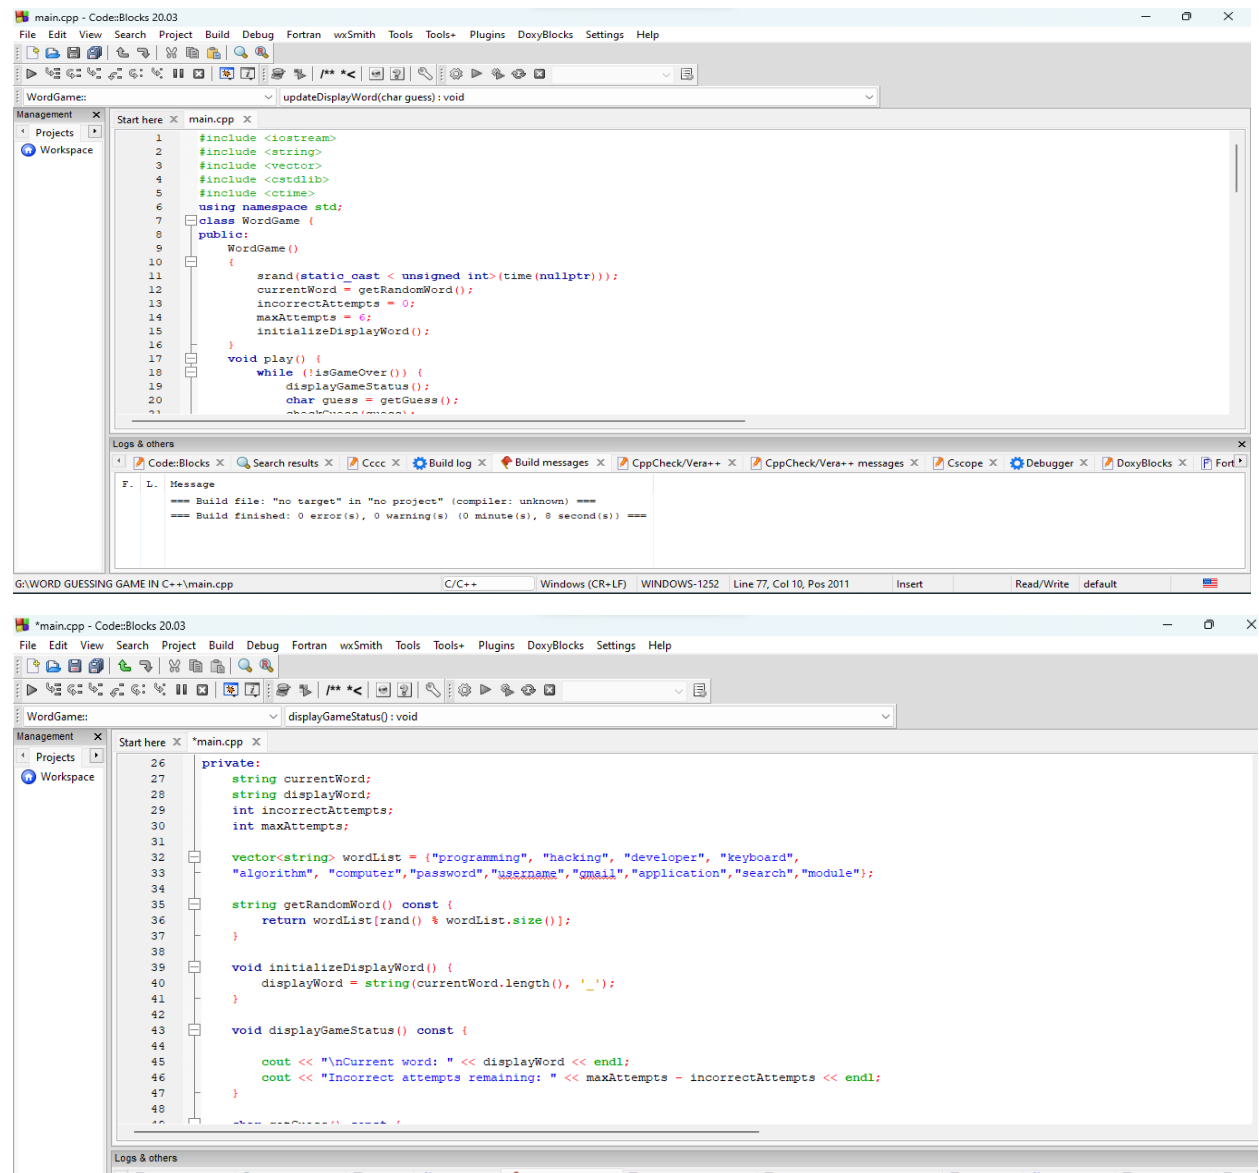 main.cpp - Code::Blocks 20.03
File Edit View Search Project Build Debug Fortran wxSmith Tools Tools+ Plugins DoxyBlocks Settings Help
/** *<
WordGame:: updateDisplayWord(char guess) : void
Management Start here main.cpp
Projects
Workspace
1 #include <iostream>
2 #include <string>
3 #include <vector>
4 #include <cstdlib>
5 #include <ctime>
6 using namespace std;
7 class WordGame {
8 public:
9 WordGame()
10 {
11 srand(static_cast < unsigned int>(time(nullptr)));
12 currentWord = getRandomWord();
13 incorrectAttempts = 0;
14 maxAttempts = 6;
15 initializeDisplayWord();
16 }
17 void play() {
18 while (!isGameOver()) {
19 displayGameStatus();
20 char guess = getGuess();
21 checkGuess(guess);
Logs & others
Code::Blocks Search results Cccc Build log Build messages CppCheck/Vera++ CppCheck/Vera++ messages Cscope Debugger DoxyBlocks Fort
F. L. Message
=== Build file: "no target" in "no project" (compiler: unknown) ===
=== Build finished: 0 error(s), 0 warning(s) (0 minute(s), 8 second(s)) ===
G:\WORD GUESSING GAME IN C++\main.cpp C/C++ Windows (CR+LF) WINDOWS-1252 Line 77, Col 10, Pos 2011 Insert Read/Write default
*main.cpp - Code::Blocks 20.03
File Edit View Search Project Build Debug Fortran wxSmith Tools Tools+ Plugins DoxyBlocks Settings Help
/** *<
WordGame:: displayGameStatus() : void
Management Start here *main.cpp
Projects
Workspace
26 private:
27 string currentWord;
28 string displayWord;
29 int incorrectAttempts;
30 int maxAttempts;
31
32 vector<string> wordList = {"programming", "hacking", "developer", "keyboard",
33 "algorithm", "computer","password","username","gmail","application","search","module"};
34
35 string getRandomWord() const {
36 return wordList[rand() % wordList.size()];
37 }
38
39 void initializeDisplayWord() {
40 displayWord = string(currentWord.length(), '_');
41 }
42
43 void displayGameStatus() const {
44
45 cout << "\nCurrent word: " << displayWord << endl;
46 cout << "Incorrect attempts remaining: " << maxAttempts - incorrectAttempts << endl;
47 }
48
49 char getGuess() const {
Logs & others